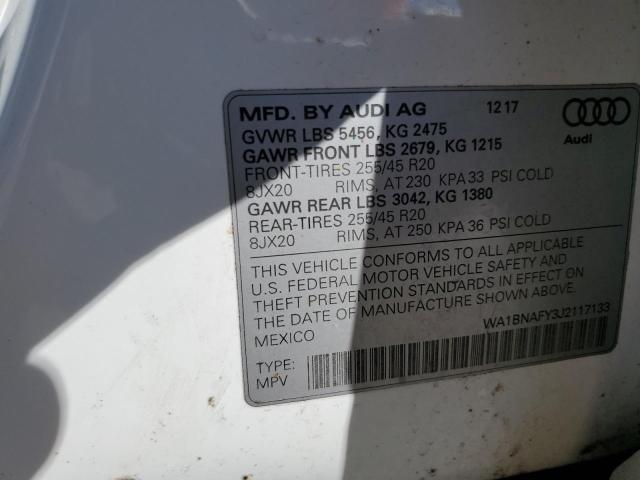 MFD. BY AUDI AG 12 17
GVWR LBS 5456, KG 2475
GAWR FRONT LBS 2679, KG 1215
FRONT-TIRES 255/45 R20
8JX20 RIMS, AT 230 KPA 33 PSI COLD
GAWR REAR LBS 3042, KG 1380
REAR-TIRES 255/45 R20
8JX20 RIMS, AT 250 KPA 36 PSI COLD
Audi
THIS VEHICLE CONFORMS TO ALL APPLICABLE
U.S. FEDERAL MOTOR VEHICLE SAFETY AND
THEFT PREVENTION STANDARDS IN EFFECT ON
THE DATE OF MANUFACTURE SHOWN ABOVE.
MEXICO
WA1BNAFY3J2117133
TYPE:
MPV